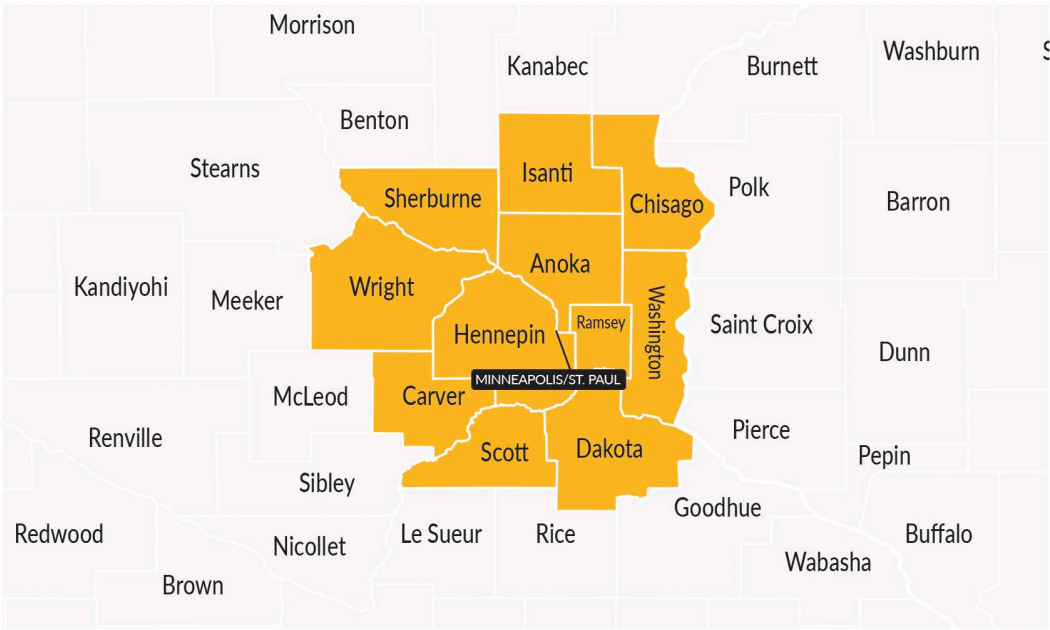 Morrison
Washburn
S
Kanabec
Burnett
Benton
Stearns
Isanti
Polk
Sherburne
Chisago
Barron
Anoka
Kandiyohi
Wright
Meeker
Washington
Ramsey
Saint Croix
Hennepin
Dunn
MINNEAPOLIS/ST. PAUL
McLeod
Carver
Renville
Pierce
Scott
Dakota
Pepin
Sibley
Goodhue
Redwood
Le Sueur
Rice
Buffalo
Nicollet
Wabasha
Brown